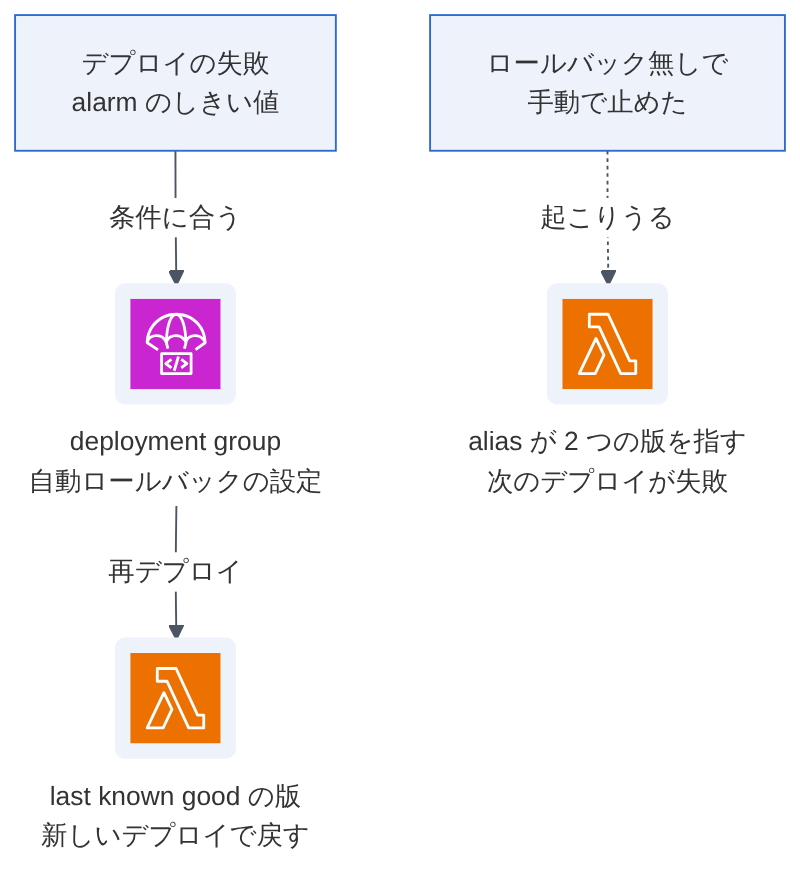 デプロイの失敗
alarm のしきい値
条件に合う
deployment group
自動ロールバックの設定
再デプロイ
last known good の版
新しいデプロイで戻す
ロールバック無しで
手動で止めた
起こりうる
alias が 2 つの版を指す
次のデプロイが失敗